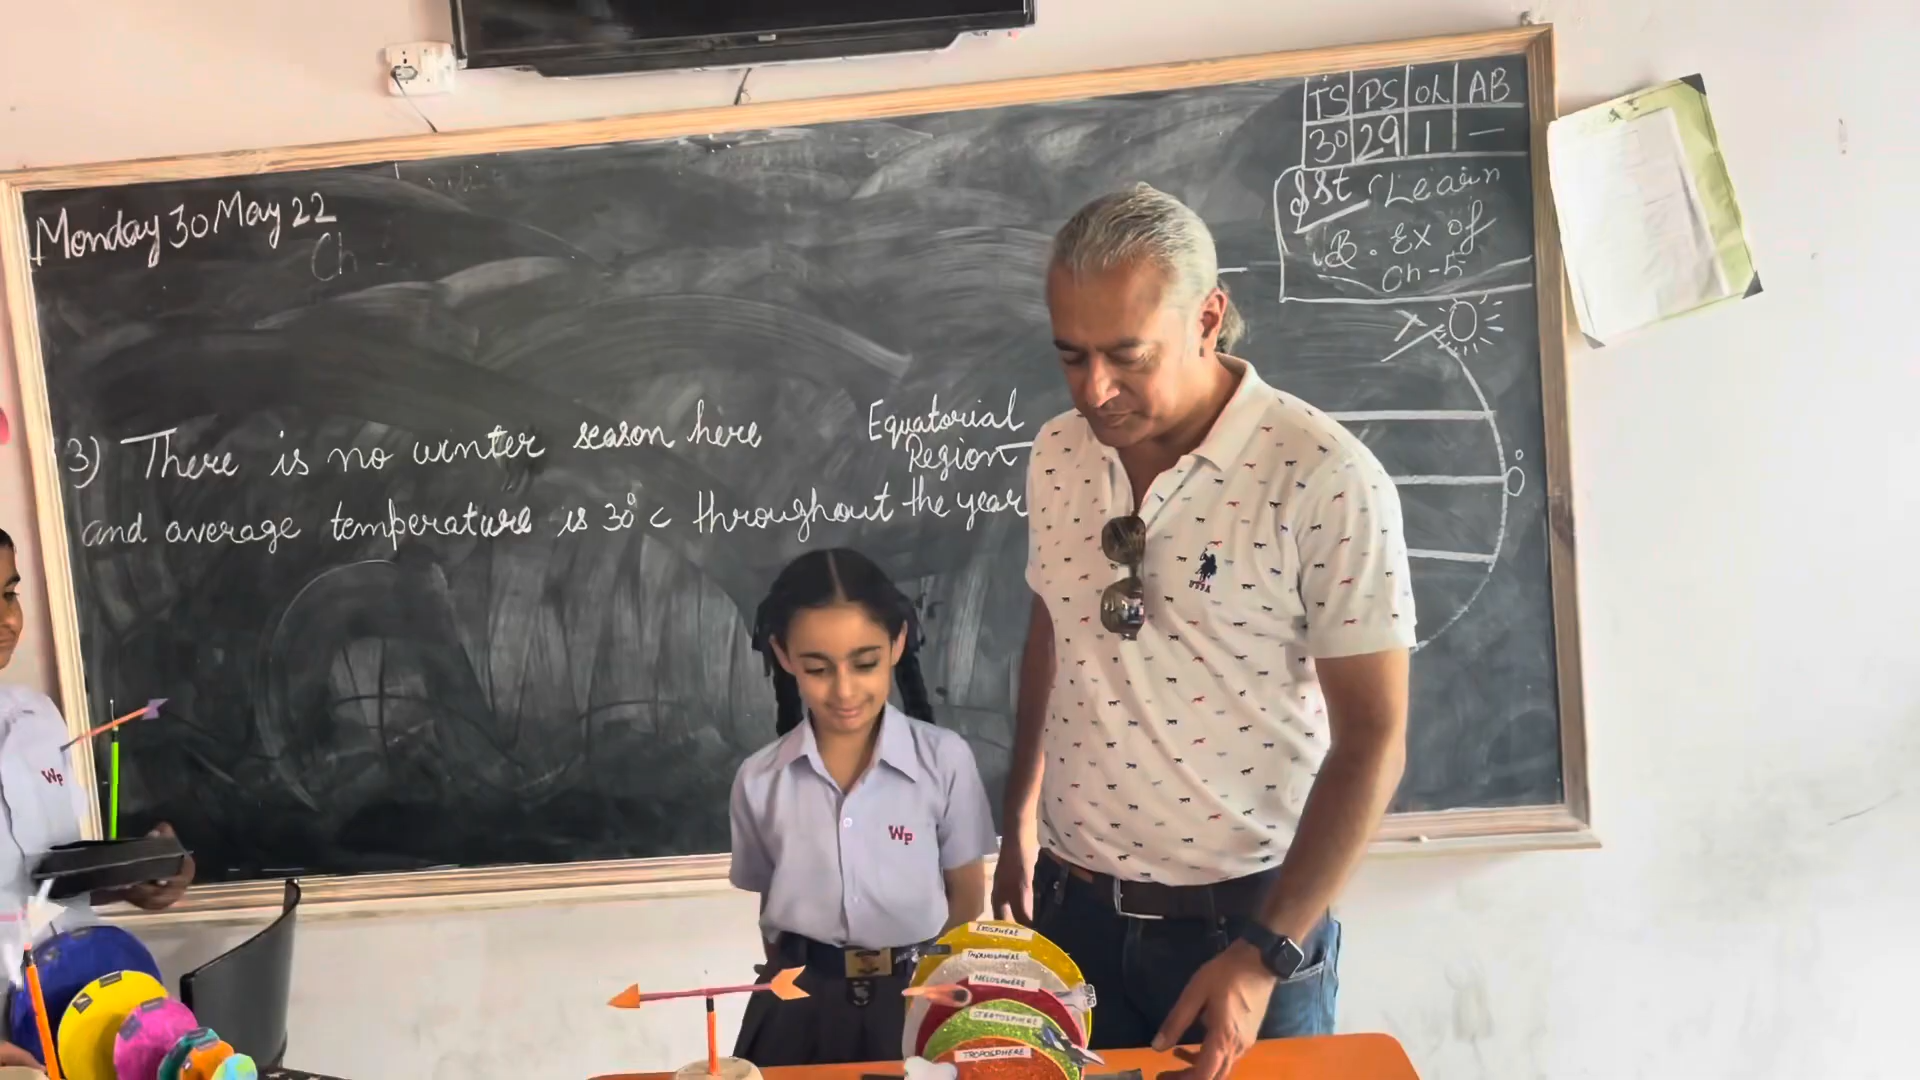 Monday 30 May 22
Ch
TS PS OL AB
30 29 1 —
SSt Learn
B. Ex of
Ch-5
3) There is no winter season here
Equatorial
Region
and average temperature is 30°c throughout the year
0°
USPA
Wp
Wp
EXOSPHERE
THERMOSPHERE
MESOSPHERE
STRATOSPHERE
TROPOSPHERE